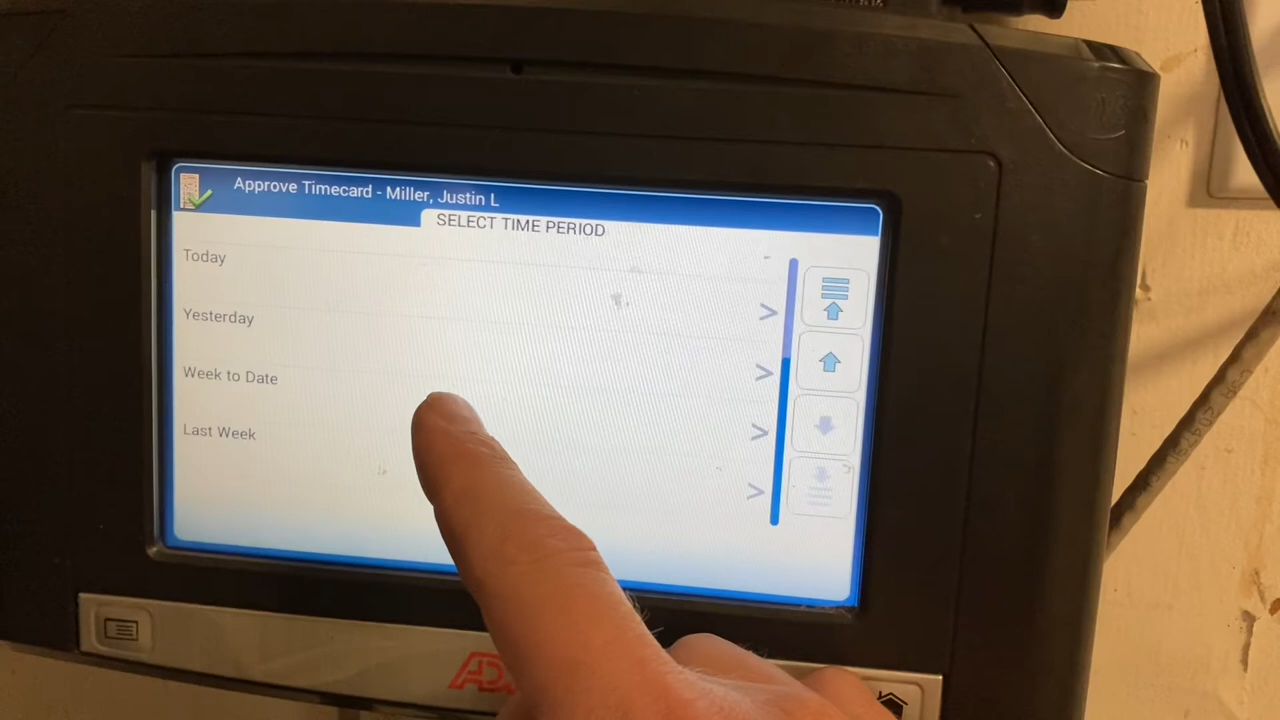 Approve Timecard - Miller, Justin L
SELECT TIME PERIOD
Today
Yesterday
Week to Date
Last Week